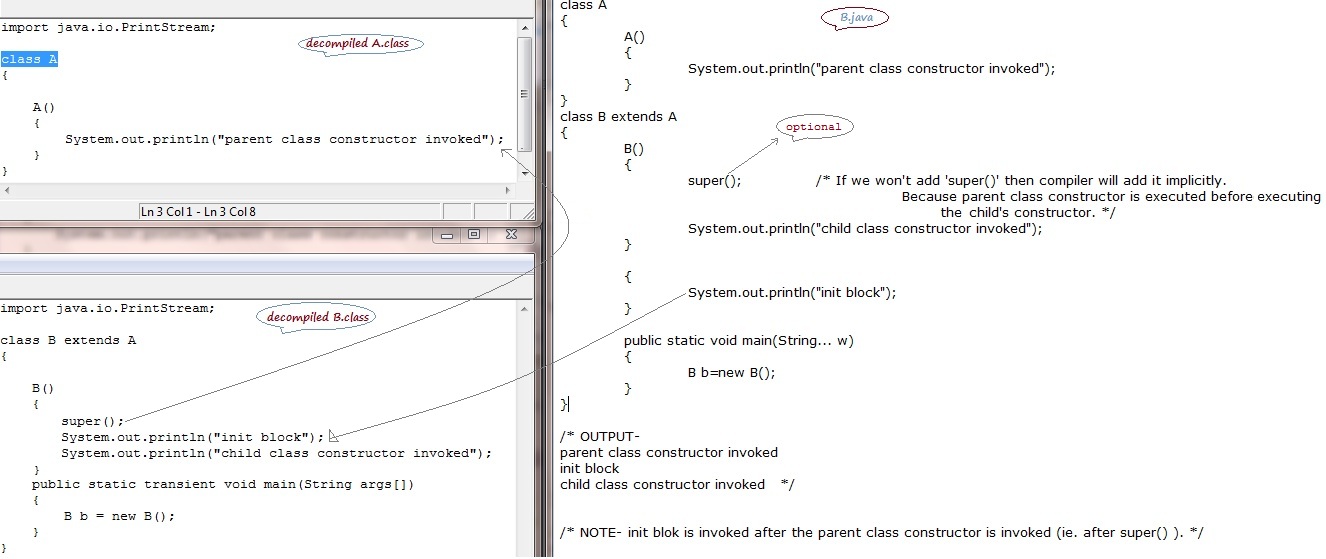 import java.io.PrintStream;
decompiled A.class
class A
{
A()
{
System.out.println("parent class constructor invoked");
}
}
Ln 3 Col 1 - Ln 3 Col 8
import java.io.PrintStream;
decompiled B.class
class B extends A
{
B()
{
super();
System.out.println("init block");
System.out.println("child class constructor invoked");
}
public static transient void main(String args[])
{
B b = new B();
}
}
class A
B.java
{
A()
{
System.out.println("parent class constructor invoked");
}
}
class B extends A
{
optional
B()
{
super(); /* If we won't add 'super()' then compiler will add it implicitly.
Because parent class constructor is executed before executing
the child's constructor. */
System.out.println("child class constructor invoked");
}
{
System.out.println("init block");
}
public static void main(String... w)
{
B b=new B();
}
}
/* OUTPUT-
parent class constructor invoked
init block
child class constructor invoked */
/* NOTE- init blok is invoked after the parent class constructor is invoked (ie. after super() ). */